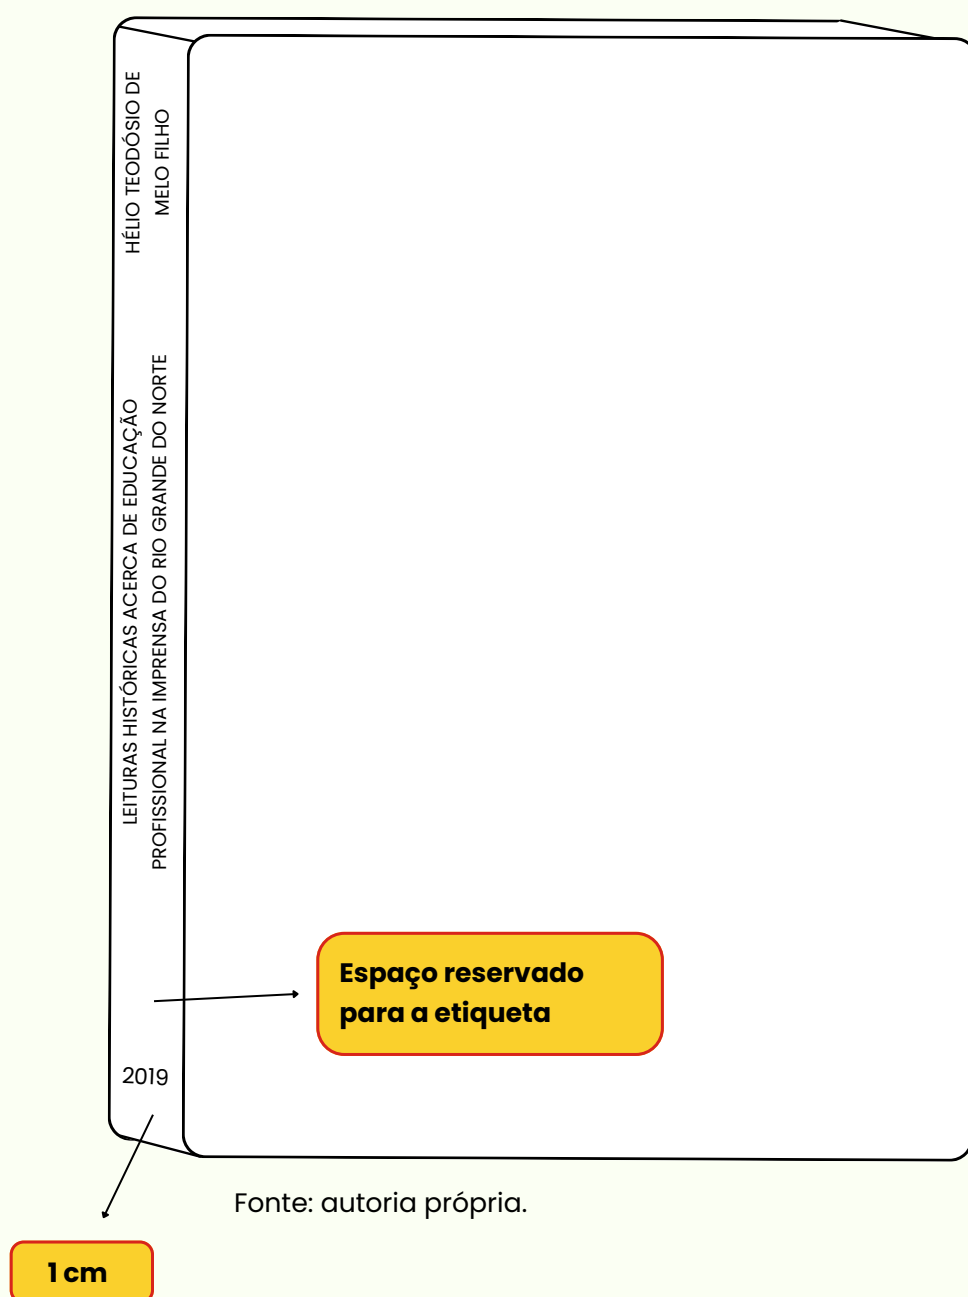 HÉLIO TEODÓSIO DE
MELO FILHO
LEITURAS HISTÓRICAS ACERCA DE EDUCAÇÃO
PROFISSIONAL NA IMPRENSA DO RIO GRANDE DO NORTE
Espaço reservado
para a etiqueta
2019
Fonte: autoria própria.
1 cm